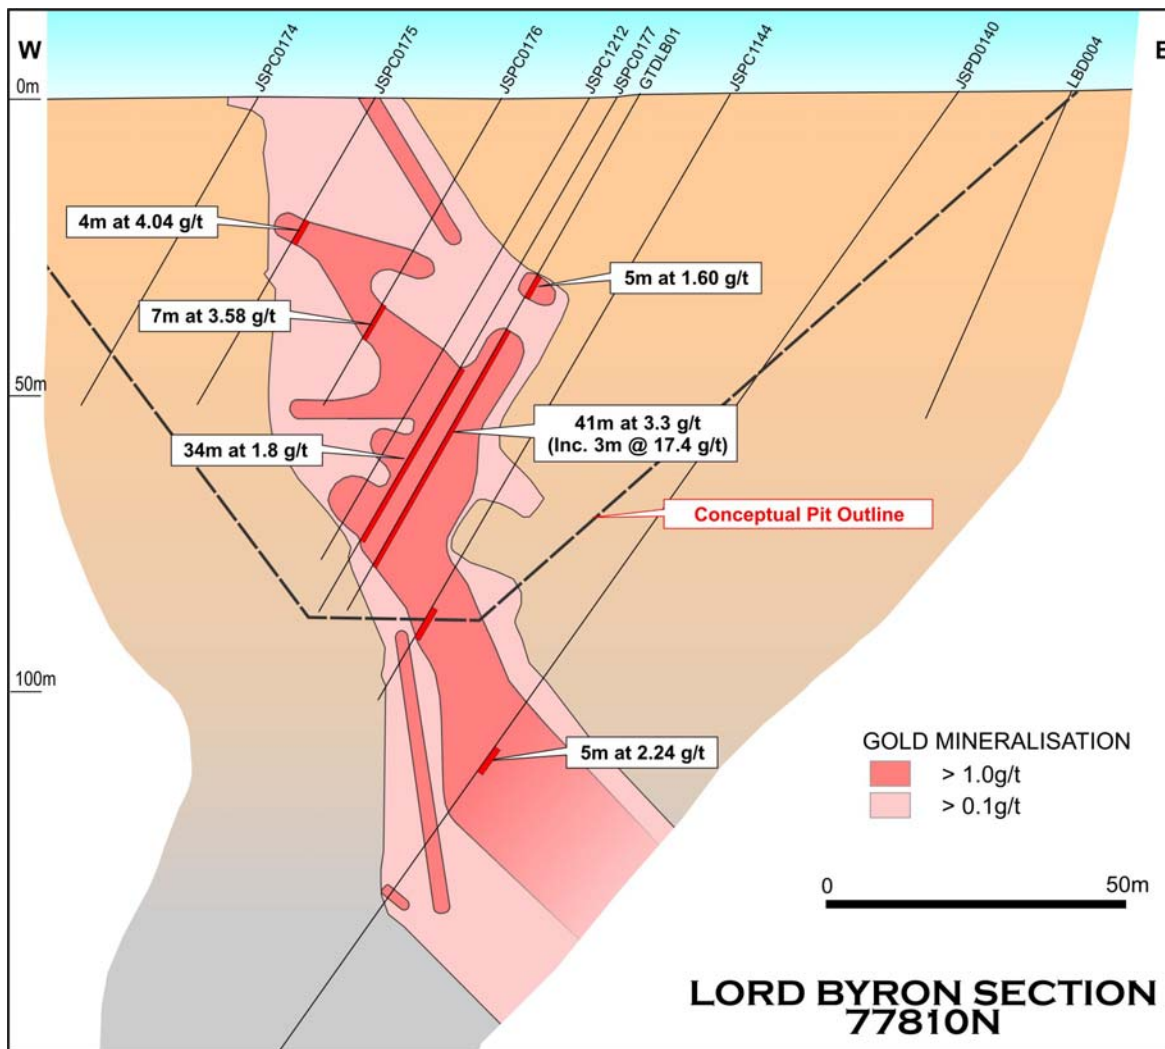 W
E
JSPC0174
JSPC0175
JSPC0176
JSPC1212
JSPC0177
GTDLB01
JSPC1144
JSPD0140
LBD004
0m
4m at 4.04 g/t
5m at 1.60 g/t
7m at 3.58 g/t
50m
41m at 3.3 g/t
(Inc. 3m @ 17.4 g/t)
34m at 1.8 g/t
Conceptual Pit Outline
100m
5m at 2.24 g/t
GOLD MINERALISATION
> 1.0g/t
> 0.1g/t
0 50m
LORD BYRON SECTION
77810N